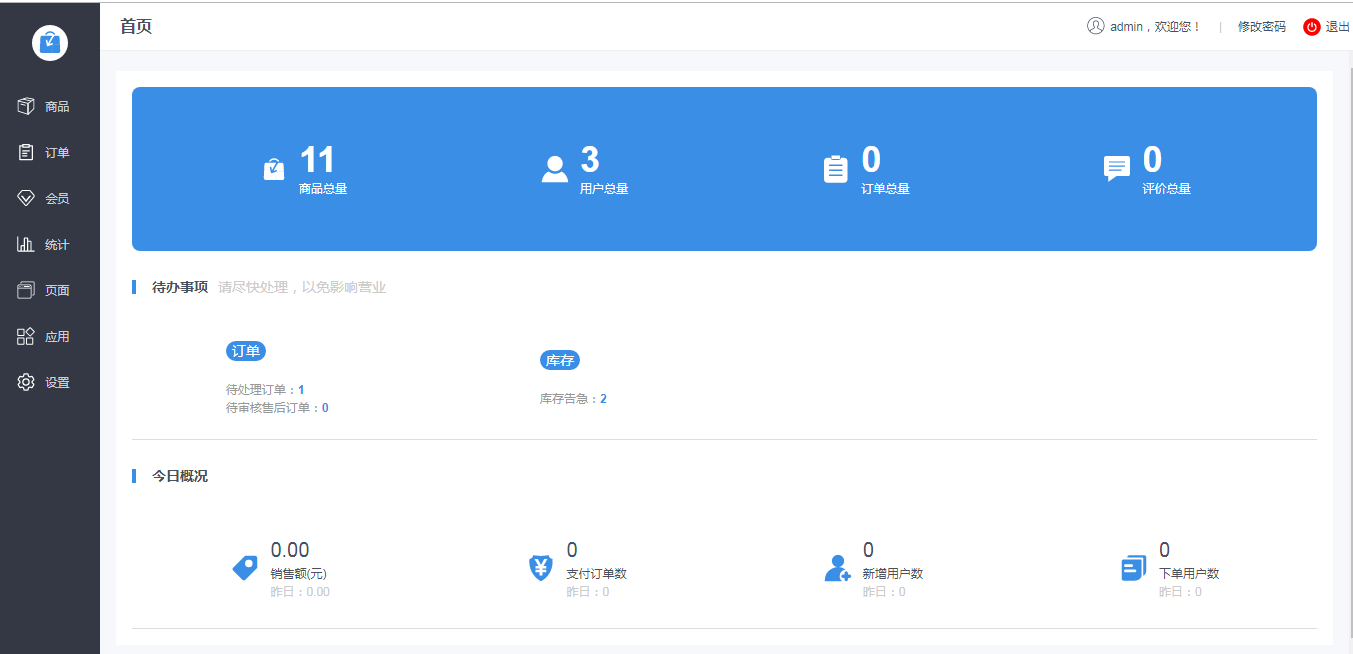 首页
admin，欢迎您！ | 修改密码 退出
商品
订单
会员
统计
页面
应用
设置
11
商品总量
3
用户总量
0
订单总量
0
评价总量
待办事项 请尽快处理，以免影响营业
订单
待处理订单：1
待审核售后订单：0
库存
库存告急：2
今日概况
0.00
销售额(元)
昨日：0.00
0
支付订单数
昨日：0
0
新增用户数
昨日：0
0
下单用户数
昨日：0